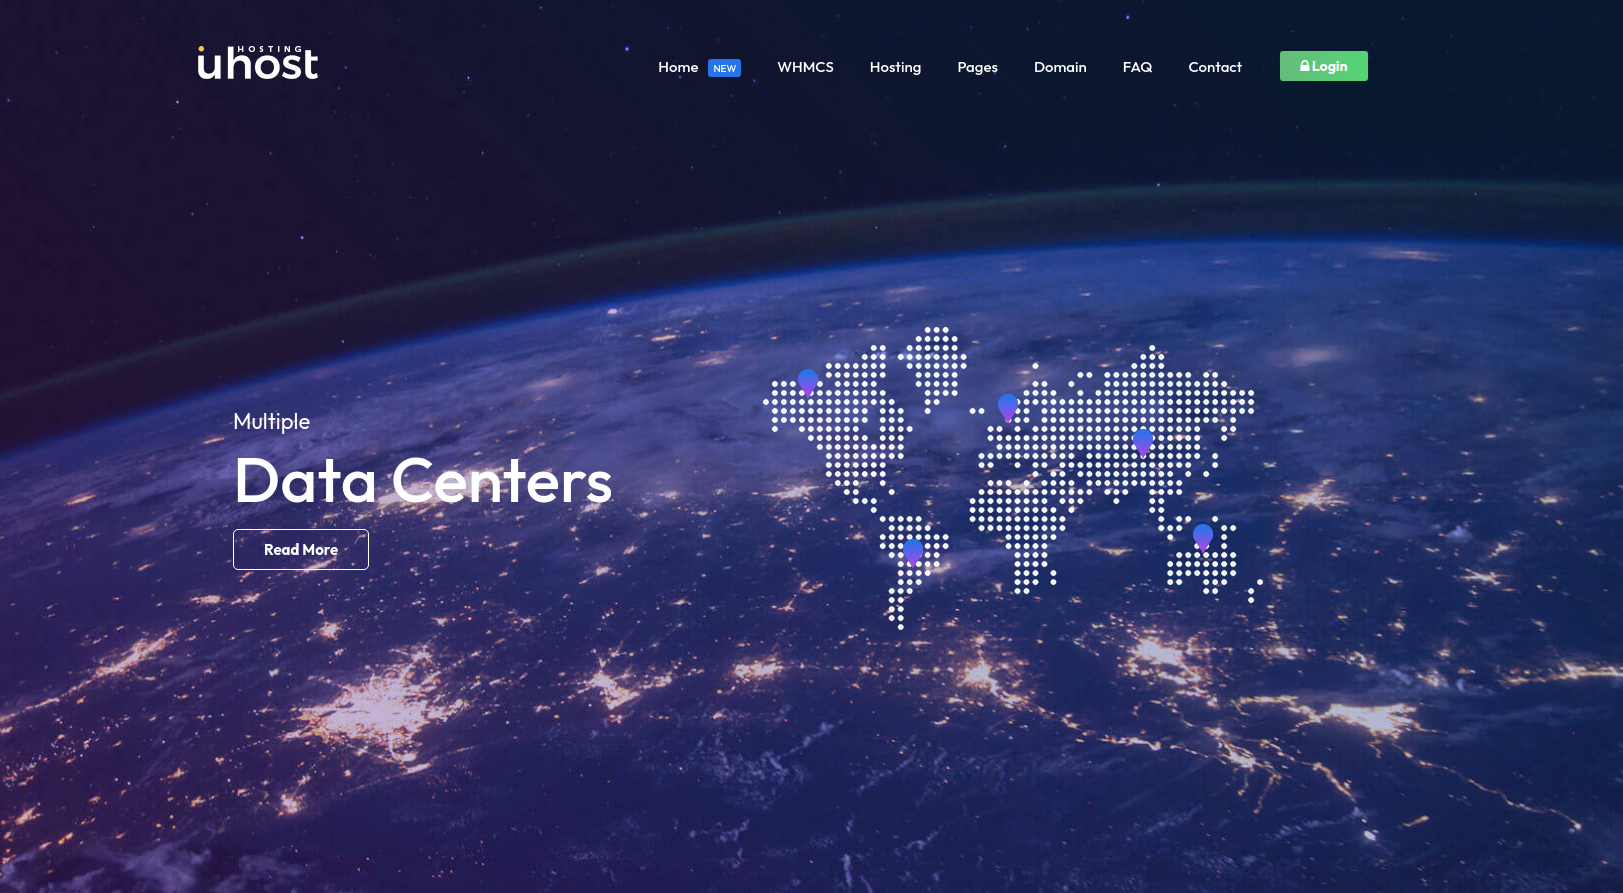 HOSTING
uhost
Home NEW WHMCS Hosting Pages Domain FAQ Contact Login
Multiple
Data Centers
Read More